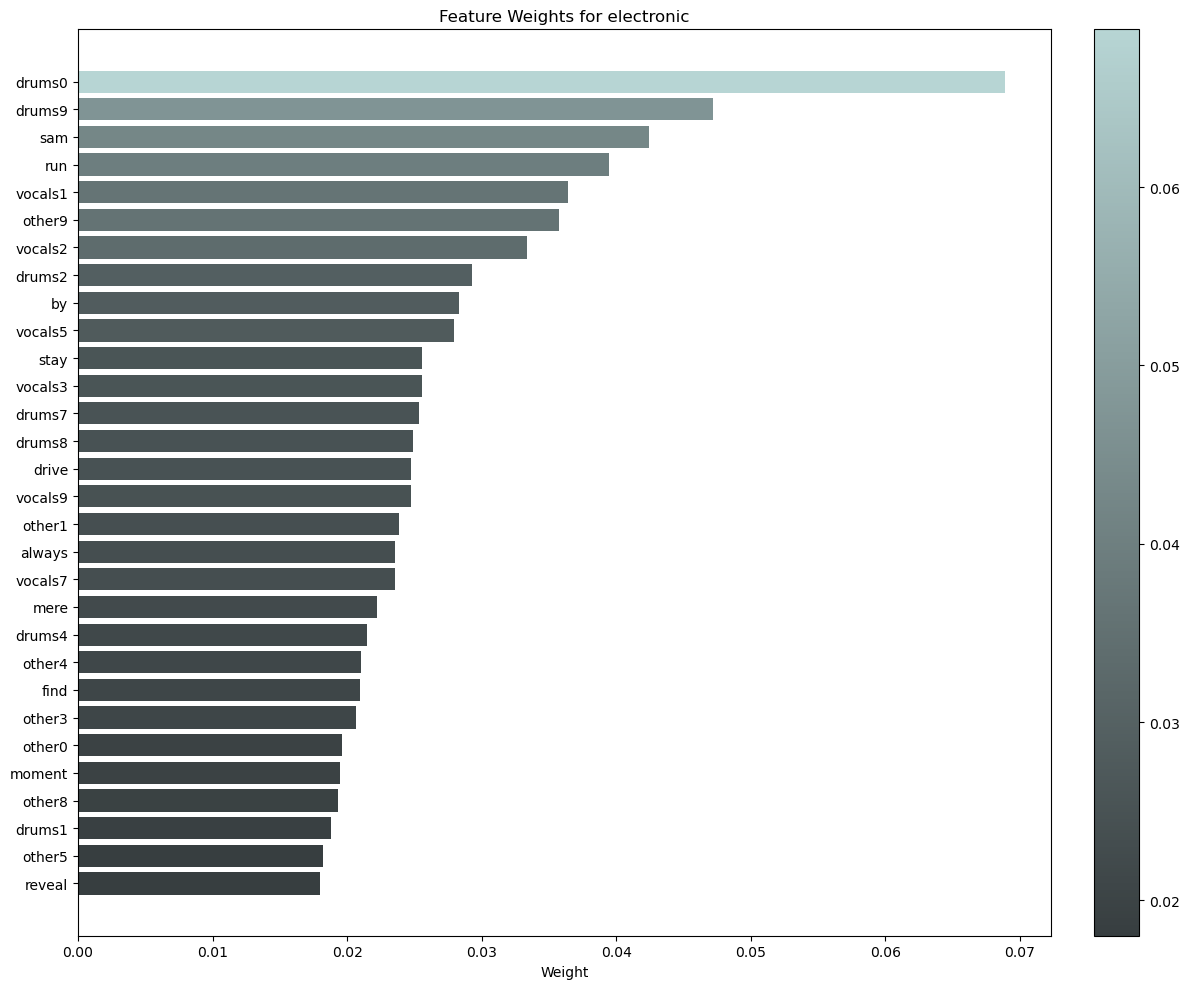 Feature Weights for electronic
drums0
drums9
sam
run
vocals1
other9
vocals2
drums2
by
vocals5
stay
vocals3
drums7
drums8
drive
vocals9
other1
always
vocals7
mere
drums4
other4
find
other3
other0
moment
other8
drums1
other5
reveal
0.00 0.01 0.02 0.03 0.04 0.05 0.06 0.07
Weight
0.06
0.05
0.04
0.03
0.02